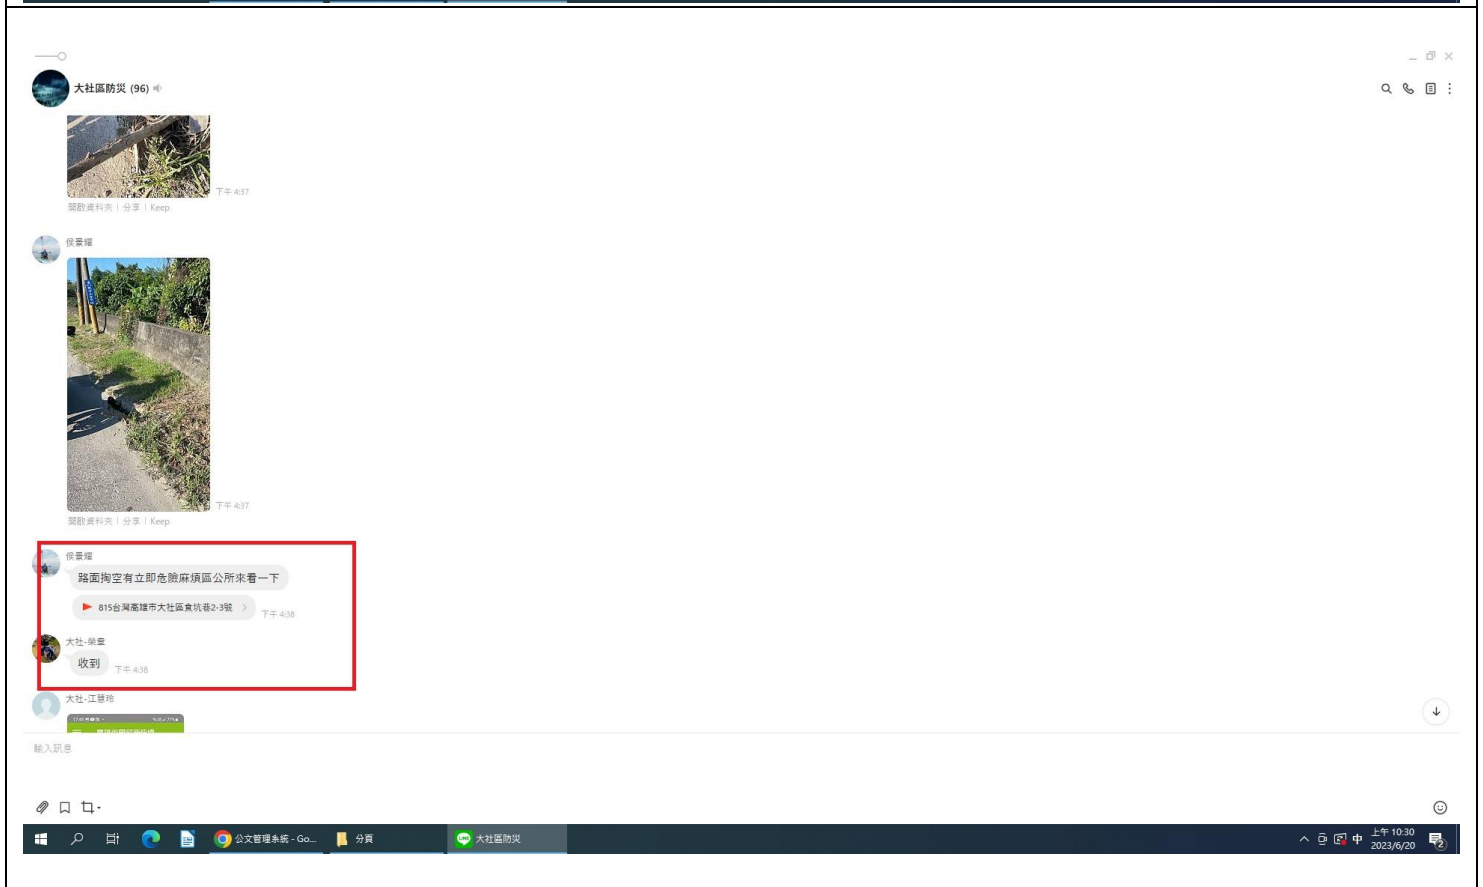 大社區防災 (96)
下午 4:37
開啟資料夾 | 分享 | Keep
侯景耀
下午 4:37
開啟資料夾 | 分享 | Keep
侯景耀
路面掏空有立即危險麻煩區公所來看一下
815台灣高雄市大社區食坑巷2-3號
下午 4:38
大社-榮章
收到
下午 4:38
大社-江慧玲
輸入訊息
公文管理系統 - Go...
分頁
大社區防災
中
上午 10:30
2023/6/20
2